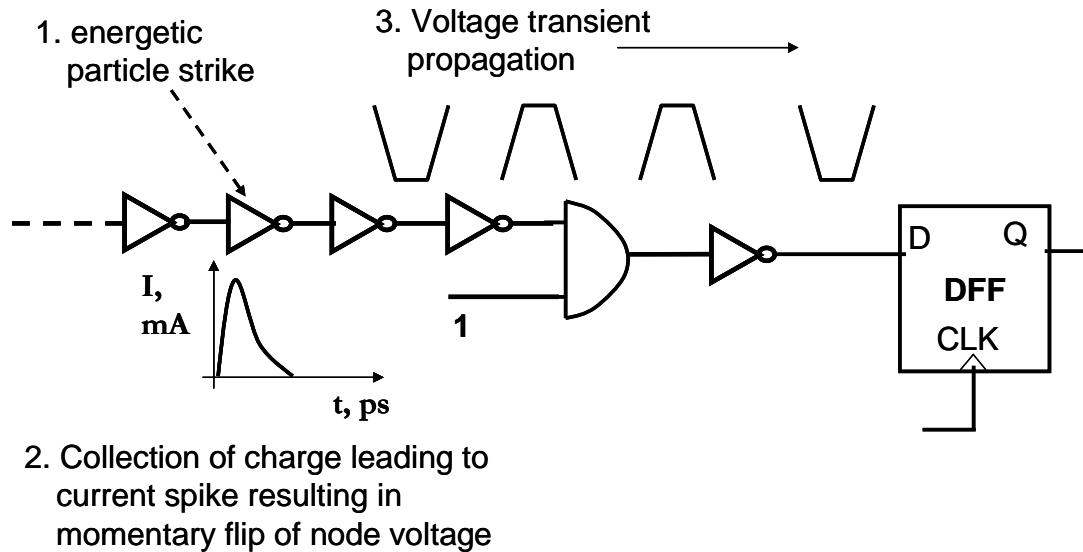 1. energetic
particle strike
3. Voltage transient
propagation
I,
mA
t, ps
1
D
Q
DFF
CLK
2. Collection of charge leading to
current spike resulting in
momentary flip of node voltage